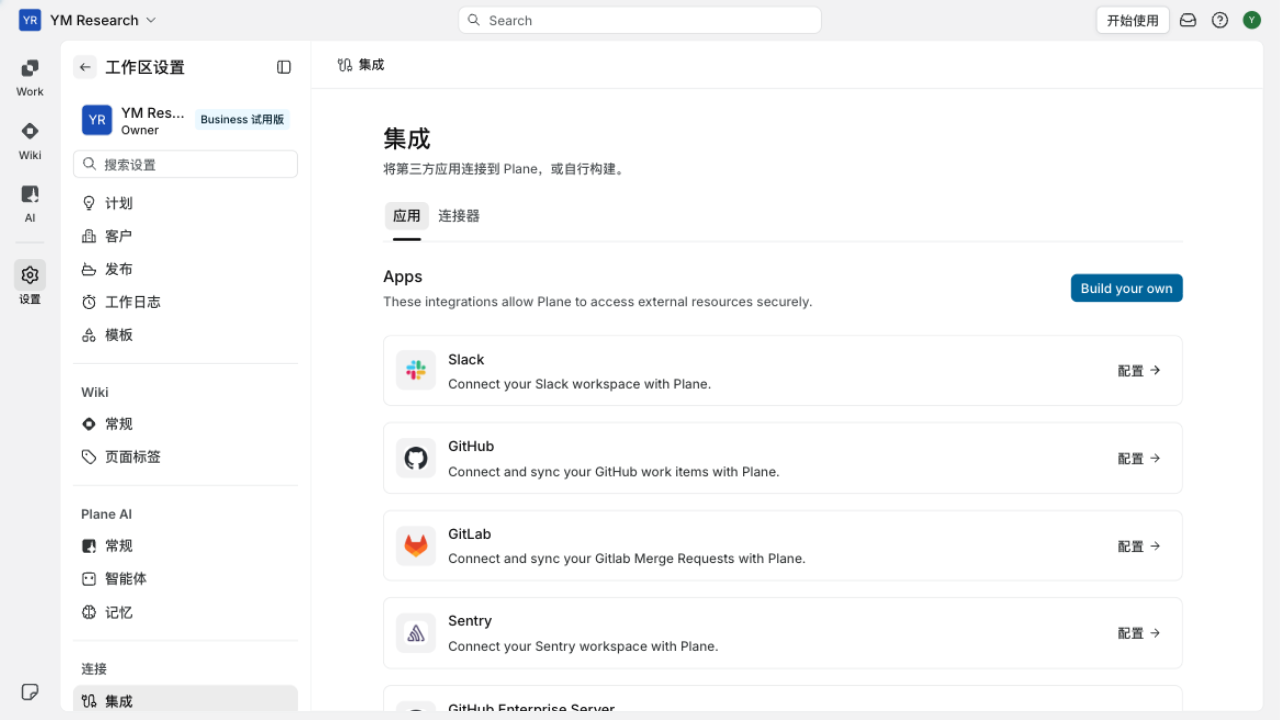 YR YM Research
Search
开始使用
Y
Work
Wiki
AI
设置
工作区设置
YR
YM Res...
Owner
Business 试用版
搜索设置
计划
客户
发布
工作日志
模板
Wiki
常规
页面标签
Plane AI
常规
智能体
记忆
连接
集成
集成
集成
将第三方应用连接到 Plane，或自行构建。
应用 连接器
Apps
These integrations allow Plane to access external resources securely.
Build your own
Slack
Connect your Slack workspace with Plane.
配置
GitHub
Connect and sync your GitHub work items with Plane.
配置
GitLab
Connect and sync your Gitlab Merge Requests with Plane.
配置
Sentry
Connect your Sentry workspace with Plane.
配置
GitHub Enterprise Server